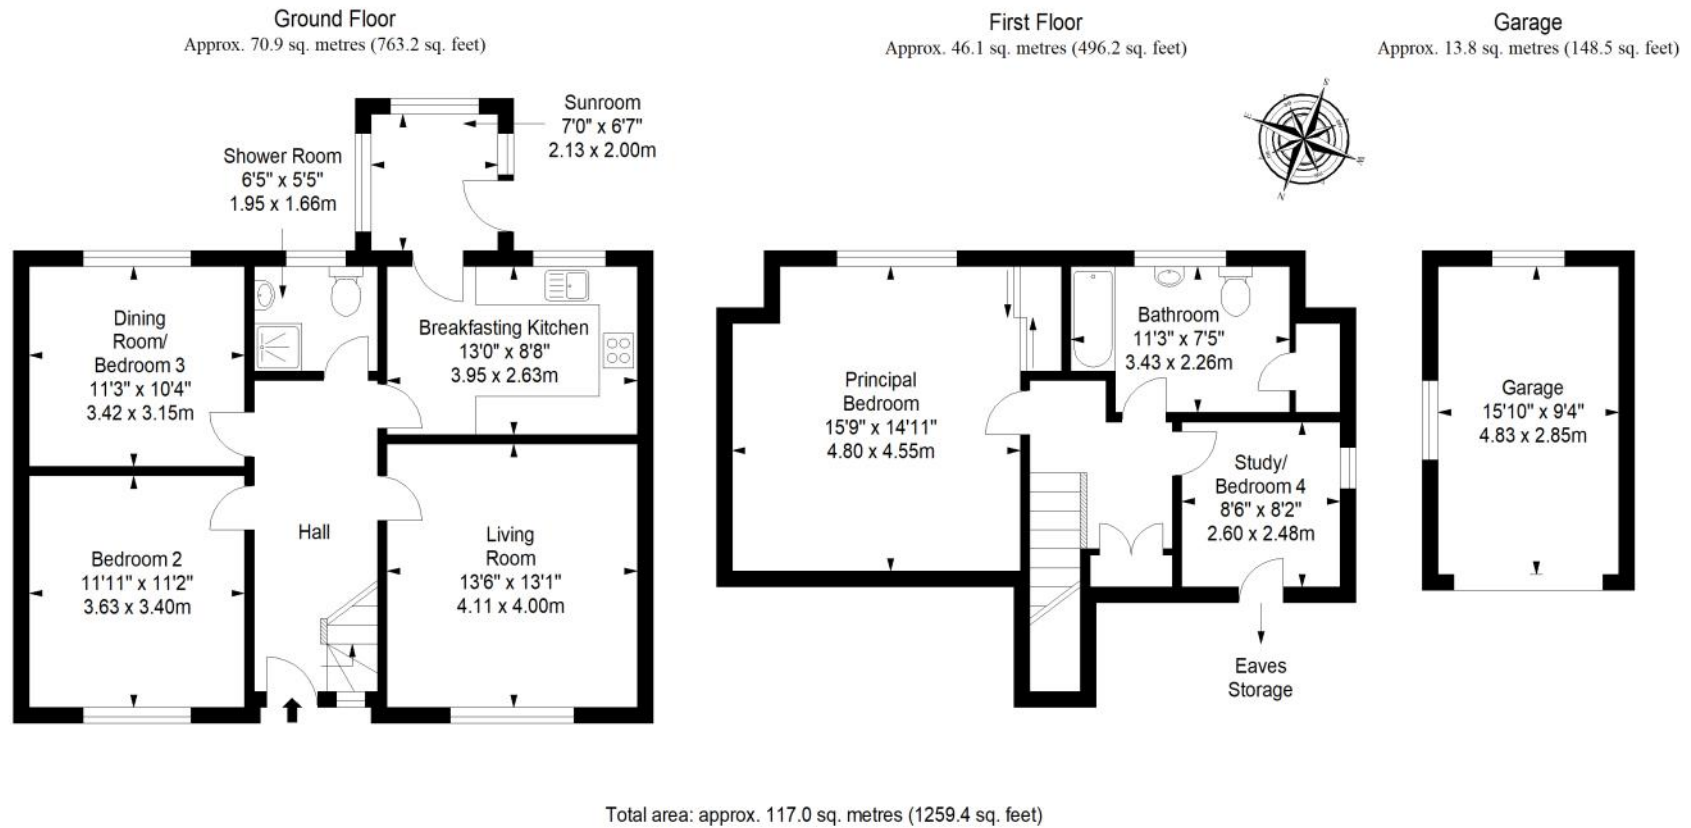 Ground Floor
Approx. 70.9 sq. metres (763.2 sq. feet)
First Floor
Approx. 46.1 sq. metres (496.2 sq. feet)
Garage
Approx. 13.8 sq. metres (148.5 sq. feet)
Sunroom
7'0" x 6'7"
2.13 x 2.00m
Shower Room
6'5" x 5'5"
1.95 x 1.66m
Dining
Room/
Bedroom 3
11'3" x 10'4"
3.42 x 3.15m
Breakfasting Kitchen
13'0" x 8'8"
3.95 x 2.63m
Bedroom 2
11'11" x 11'2"
3.63 x 3.40m
Hall
Living
Room
13'6" x 13'1"
4.11 x 4.00m
Principal
Bedroom
15'9" x 14'11"
4.80 x 4.55m
Bathroom
11'3" x 7'5"
3.43 x 2.26m
Study/
Bedroom 4
8'6" x 8'2"
2.60 x 2.48m
Eaves
Storage
Garage
15'10" x 9'4"
4.83 x 2.85m
S
E
W
N
Total area: approx. 117.0 sq. metres (1259.4 sq. feet)